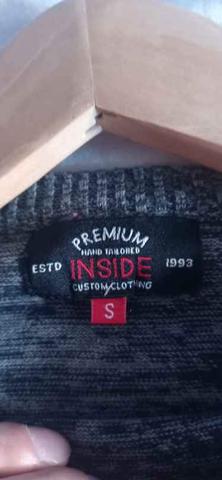 PREMIUM
HAND TAILORED
ESTD INSIDE 1993
CUSTOM CLOTHING
S